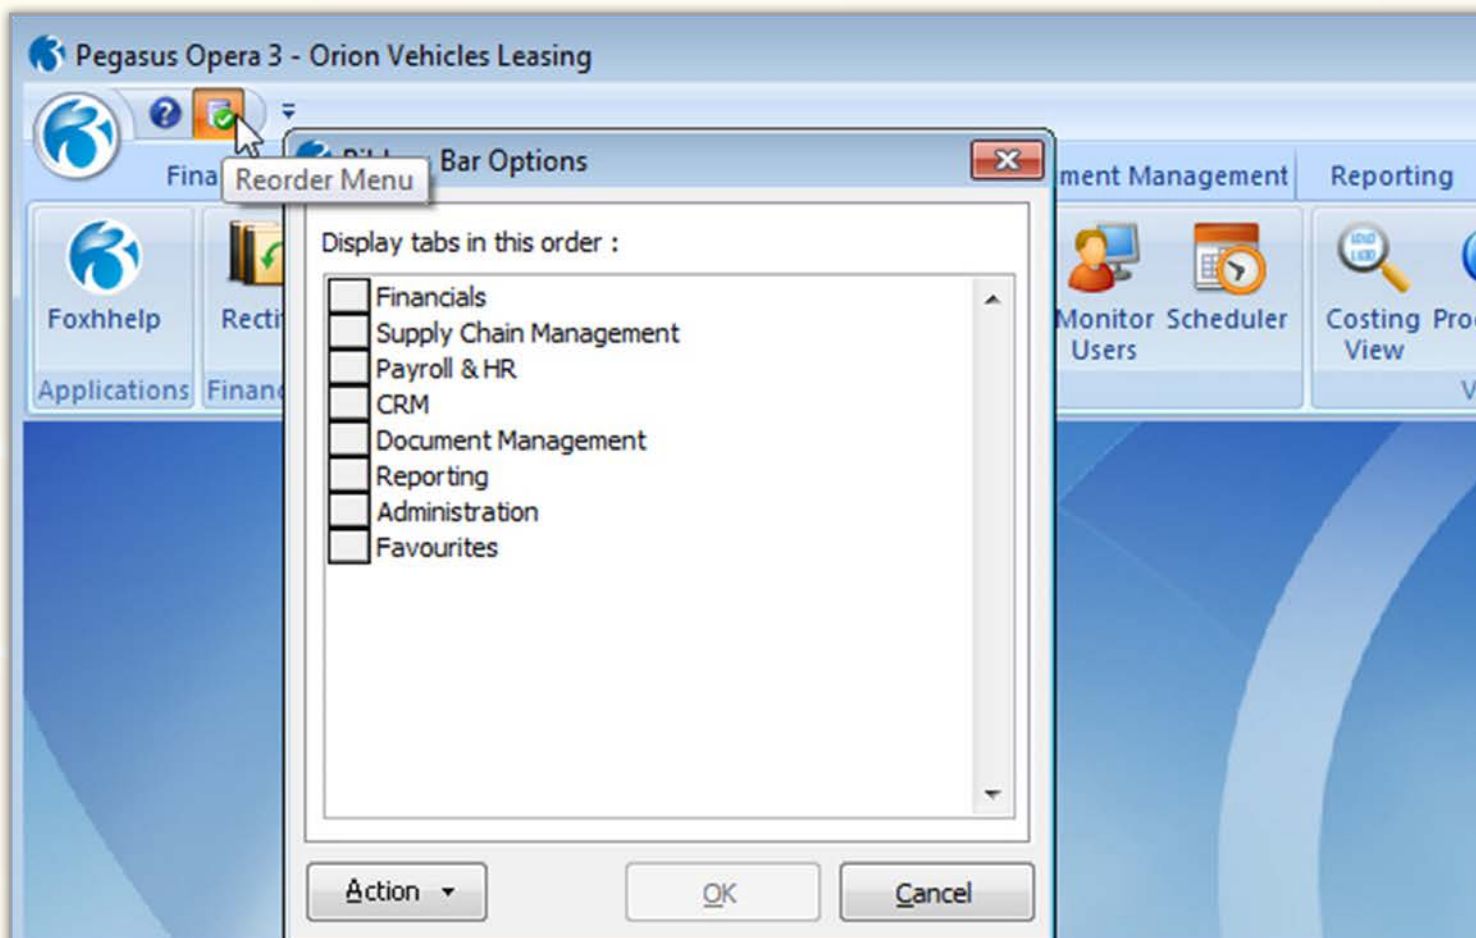 Pegasus Opera 3 - Orion Vehicles Leasing
Bar Options
Reorder Menu
ment Management
Reporting
Foxhhelp
Monitor
Users
Scheduler
Costing
View
Applications
Display tabs in this order :
Financials
Supply Chain Management
Payroll & HR
CRM
Document Management
Reporting
Administration
Favourites
Action
OK
Cancel